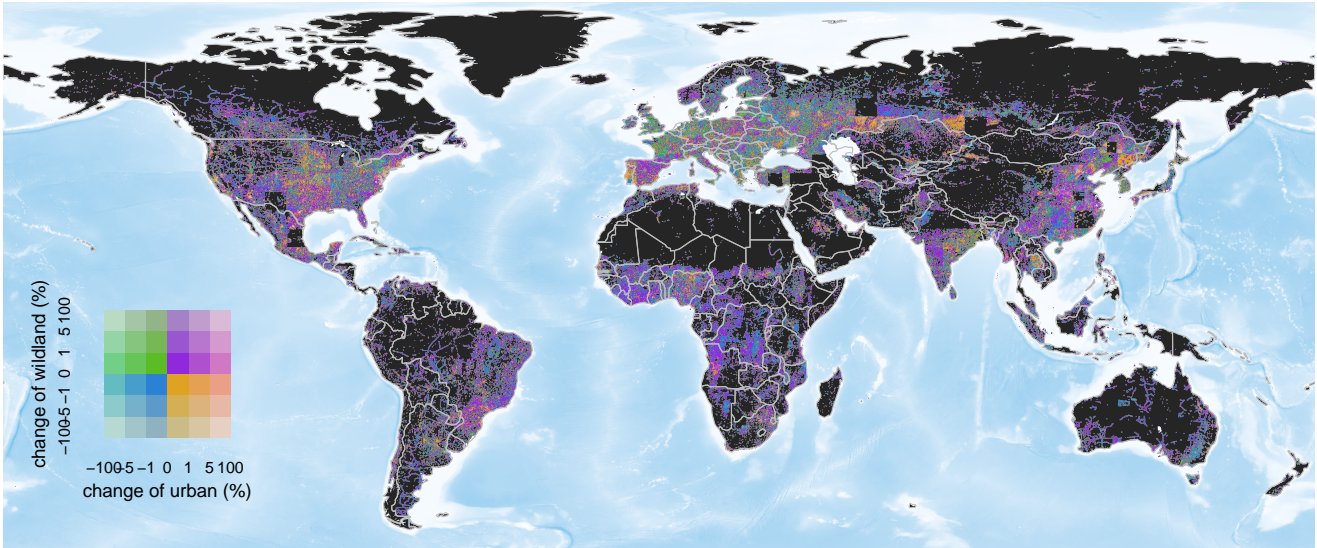 change of wildland (%)
−100−5 −1 0 1 5 100
−100−5 −1 0 1 5 100
change of urban (%)